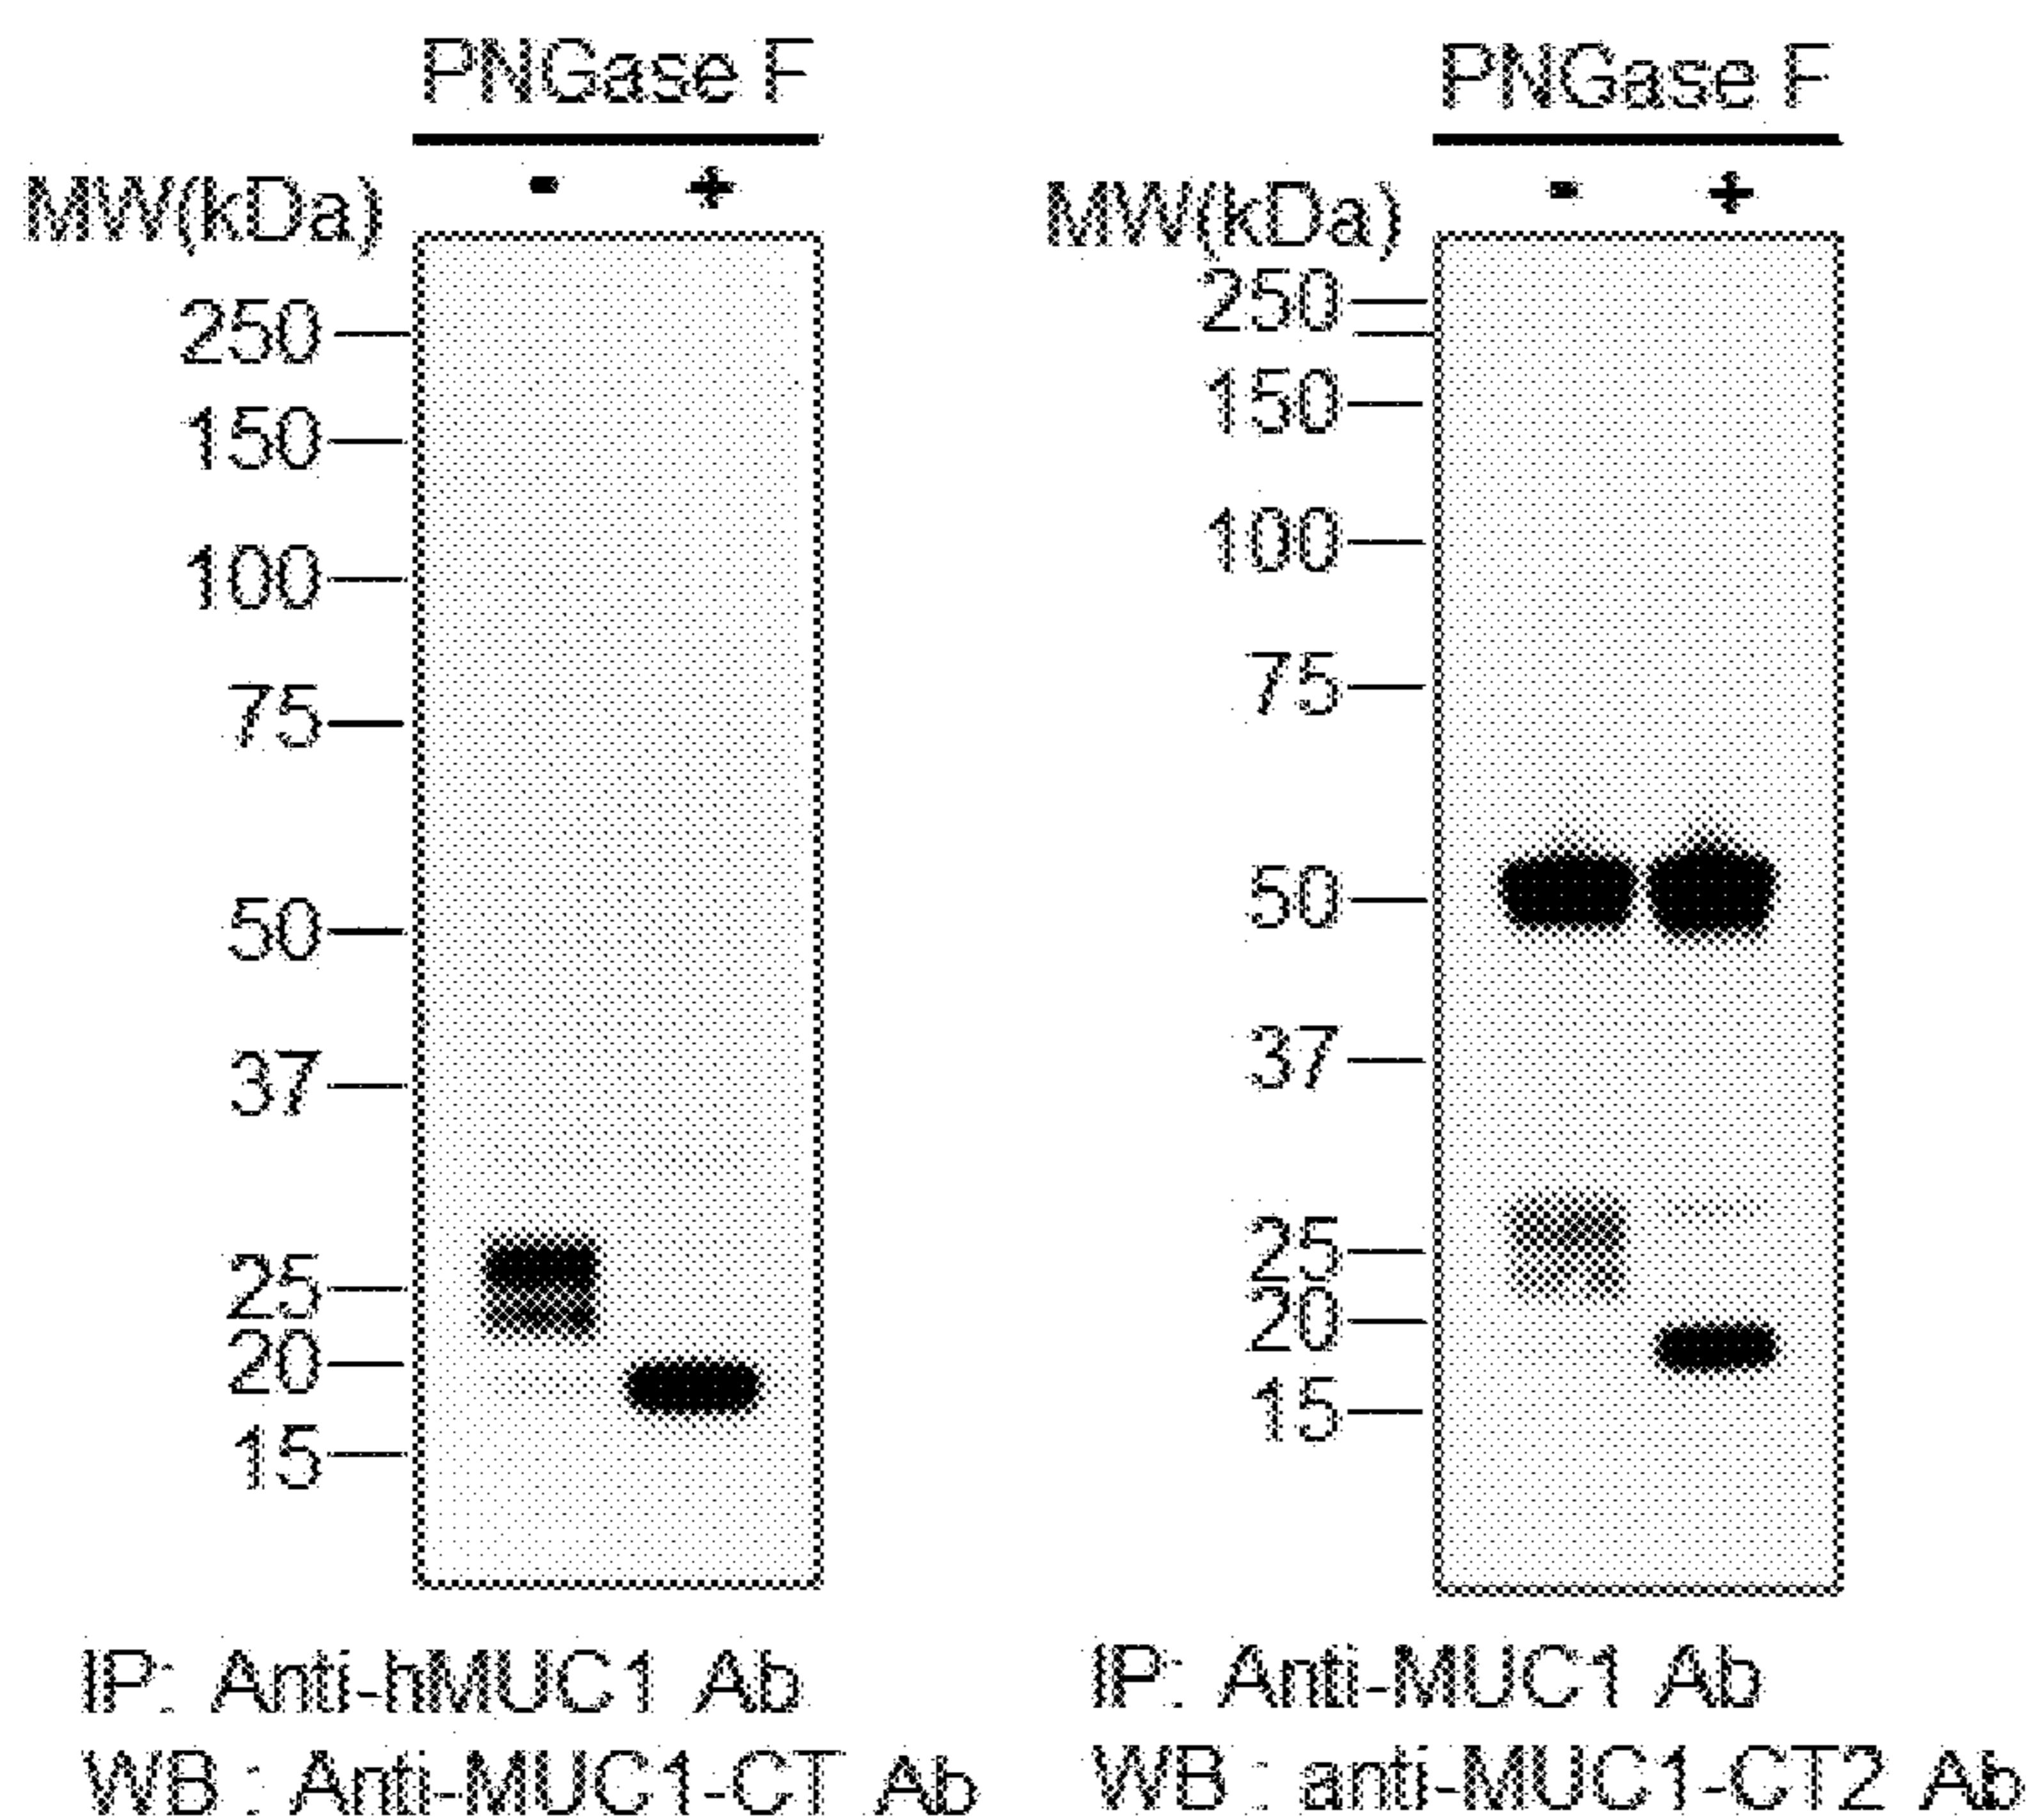 PNGase F
MW(kDa) - +
250
150
100
75
50
37
25
20
15
IP: Anti-hMUC1 Ab
WB : Anti-MUC1-CT Ab
PNGase F
MW(kDa) - +
250
150
100
75
50
37
25
20
15
IP: Anti-MUC1 Ab
WB : anti-MUC1-CT2 Ab